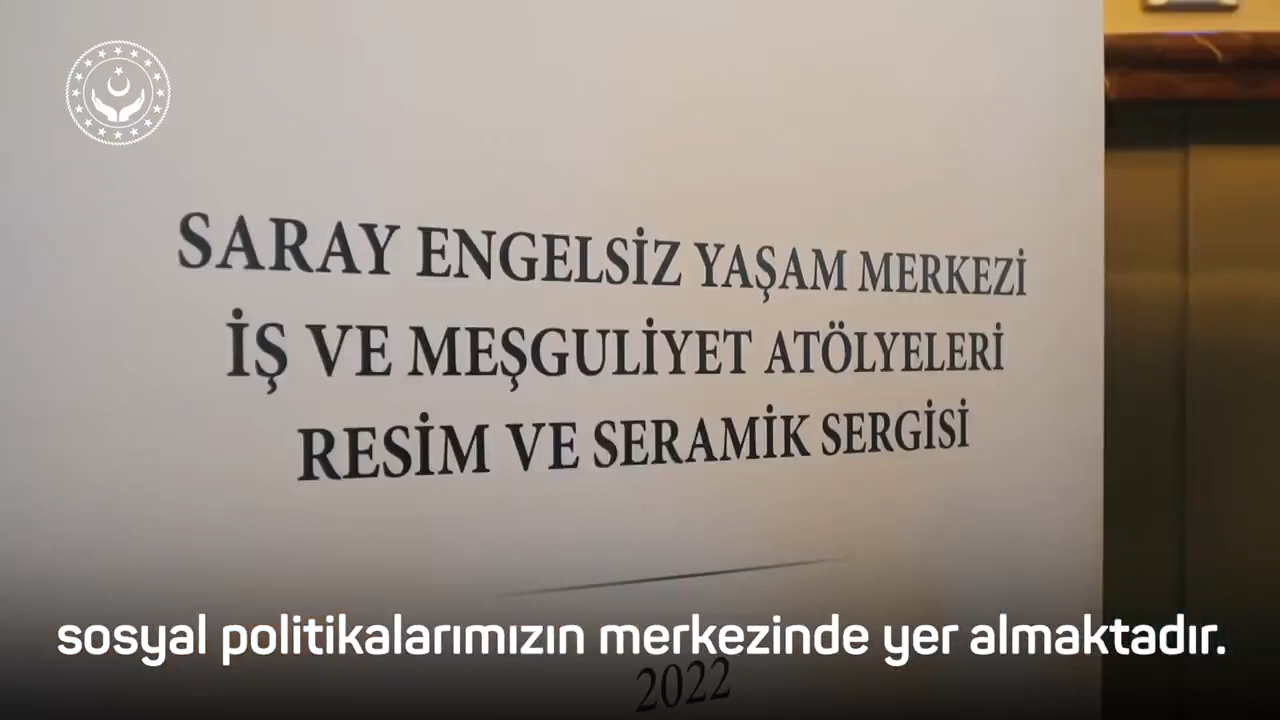 SARAY ENGELSİZ YAŞAM MERKEZİ
İŞ VE MEŞGULİYET ATÖLYELERİ
RESİM VE SERAMİK SERGİSİ
sosyal politikalarımızın merkezinde yer almaktadır.
2022